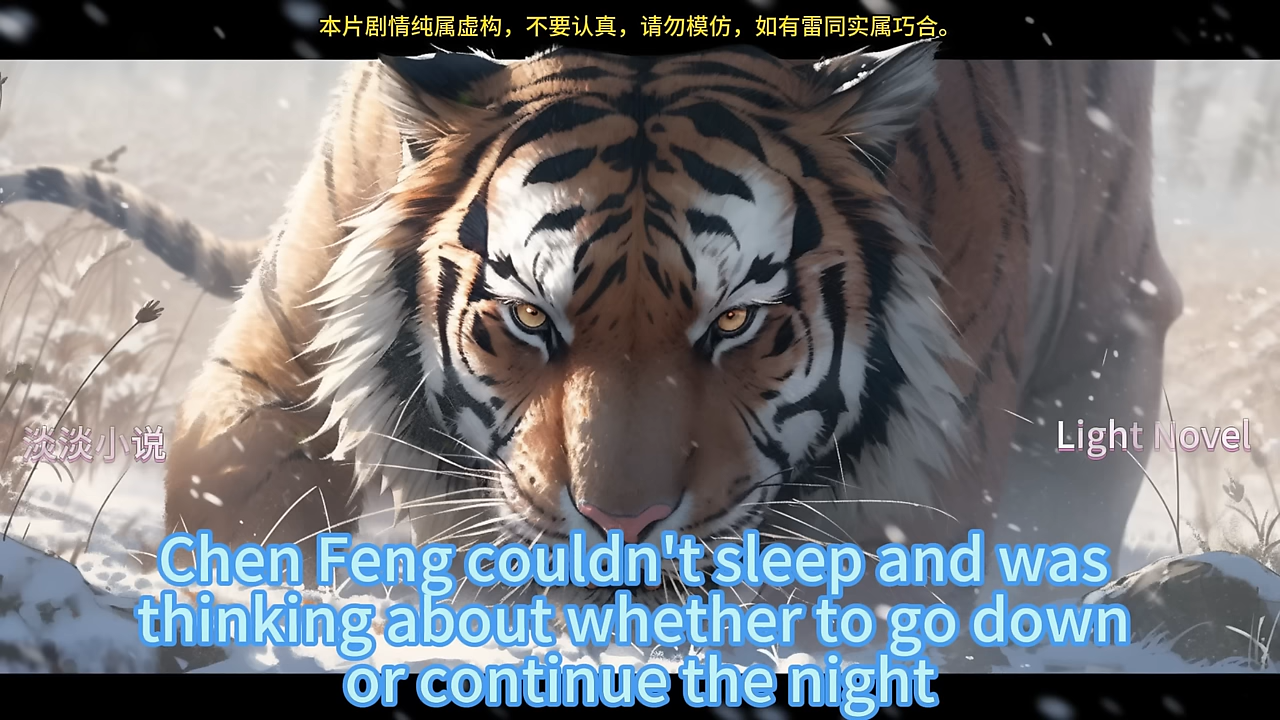 本片剧情纯属虚构，不要认真，请勿模仿，如有雷同实属巧合。
淡淡小说
Light Novel
Chen Feng couldn't sleep and was
thinking about whether to go down
or continue the night